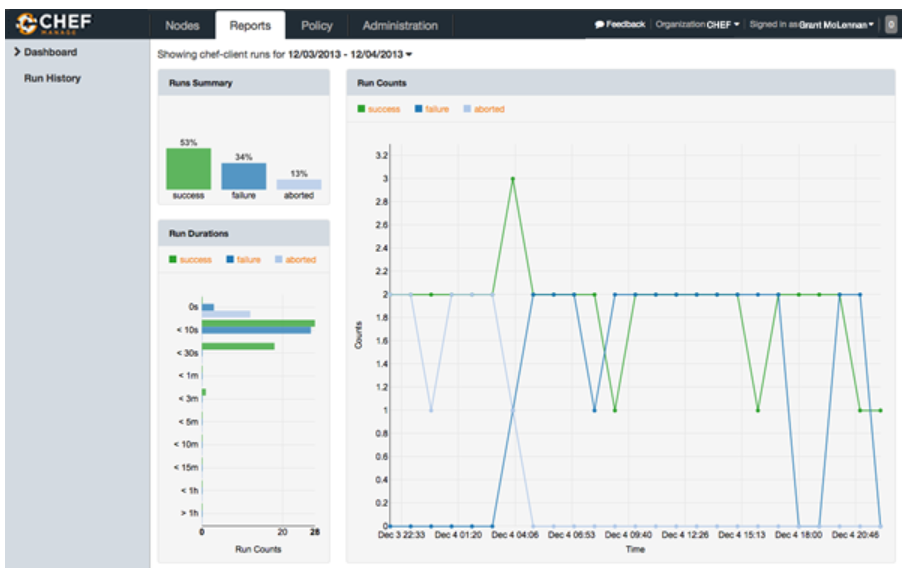 CHEF
MANAGE
Nodes
Reports
Policy
Administration
Feedback
Organization CHEF
Signed in as Grant McLennan
0
Dashboard
Run History
Showing chef-client runs for 12/03/2013 - 12/04/2013
Runs Summary
53%
34%
13%
success
failure
aborted
Run Durations
success
failure
aborted
0s
< 10s
< 30s
< 1m
< 3m
< 5m
< 10m
< 15m
< 1h
> 1h
0
20
28
Run Counts
Run Counts
success
failure
aborted
3.2
3
2.8
2.6
2.4
2.2
2
1.8
1.6
1.4
1.2
1
0.8
0.6
0.4
0.2
0
Counts
Dec 3 22:33
Dec 4 01:20
Dec 4 04:06
Dec 4 06:53
Dec 4 09:40
Dec 4 12:26
Dec 4 15:13
Dec 4 18:00
Dec 4 20:46
Time